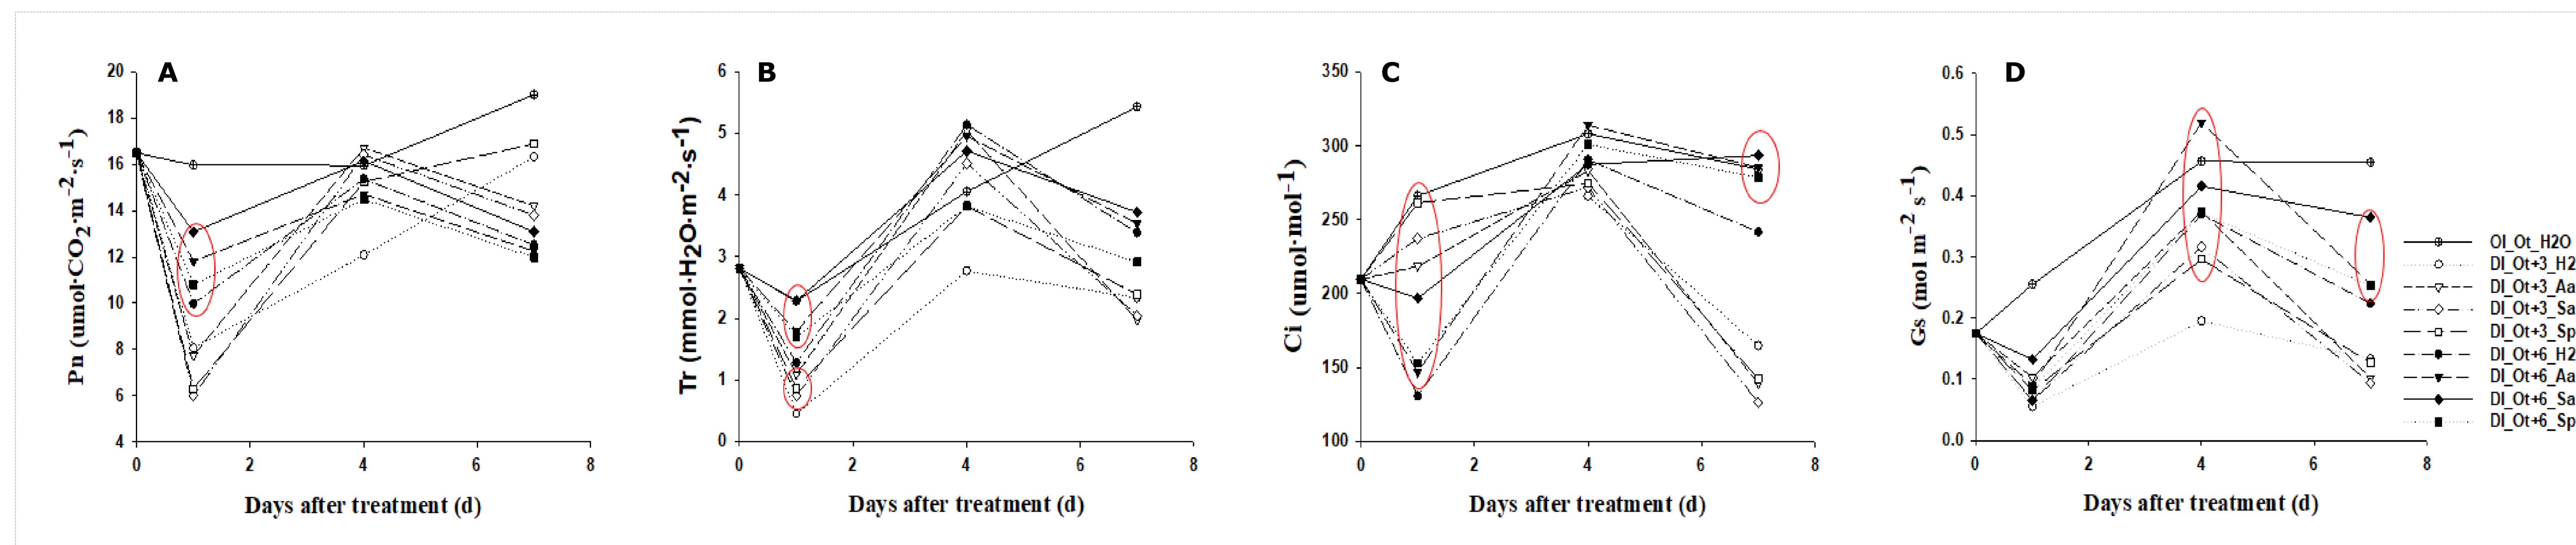 A
20
18
16
14
12
10
8
6
4
0 2 4 6 8
Pn (umol·CO2·m−2·s−1)
Days after treatment (d)
B
6
5
4
3
2
1
0
0 2 4 6 8
Tr (mmol·H2O·m−2·s−1)
Days after treatment (d)
C
350
300
250
200
150
100
0 2 4 6 8
Ci (umol·mol−1)
Days after treatment (d)
D
0.6
0.5
0.4
0.3
0.2
0.1
0.0
0 2 4 6 8
Gs (mol m−2 s−1)
Days after treatment (d)
OI_Ot_H2O
DI_Ot+3_H2
DI_Ot+3_Aa
DI_Ot+3_Sa
DI_Ot+3_Sp
DI_Ot+6_H2
DI_Ot+6_Aa
DI_Ot+6_Sa
DI_Ot+6_Sp